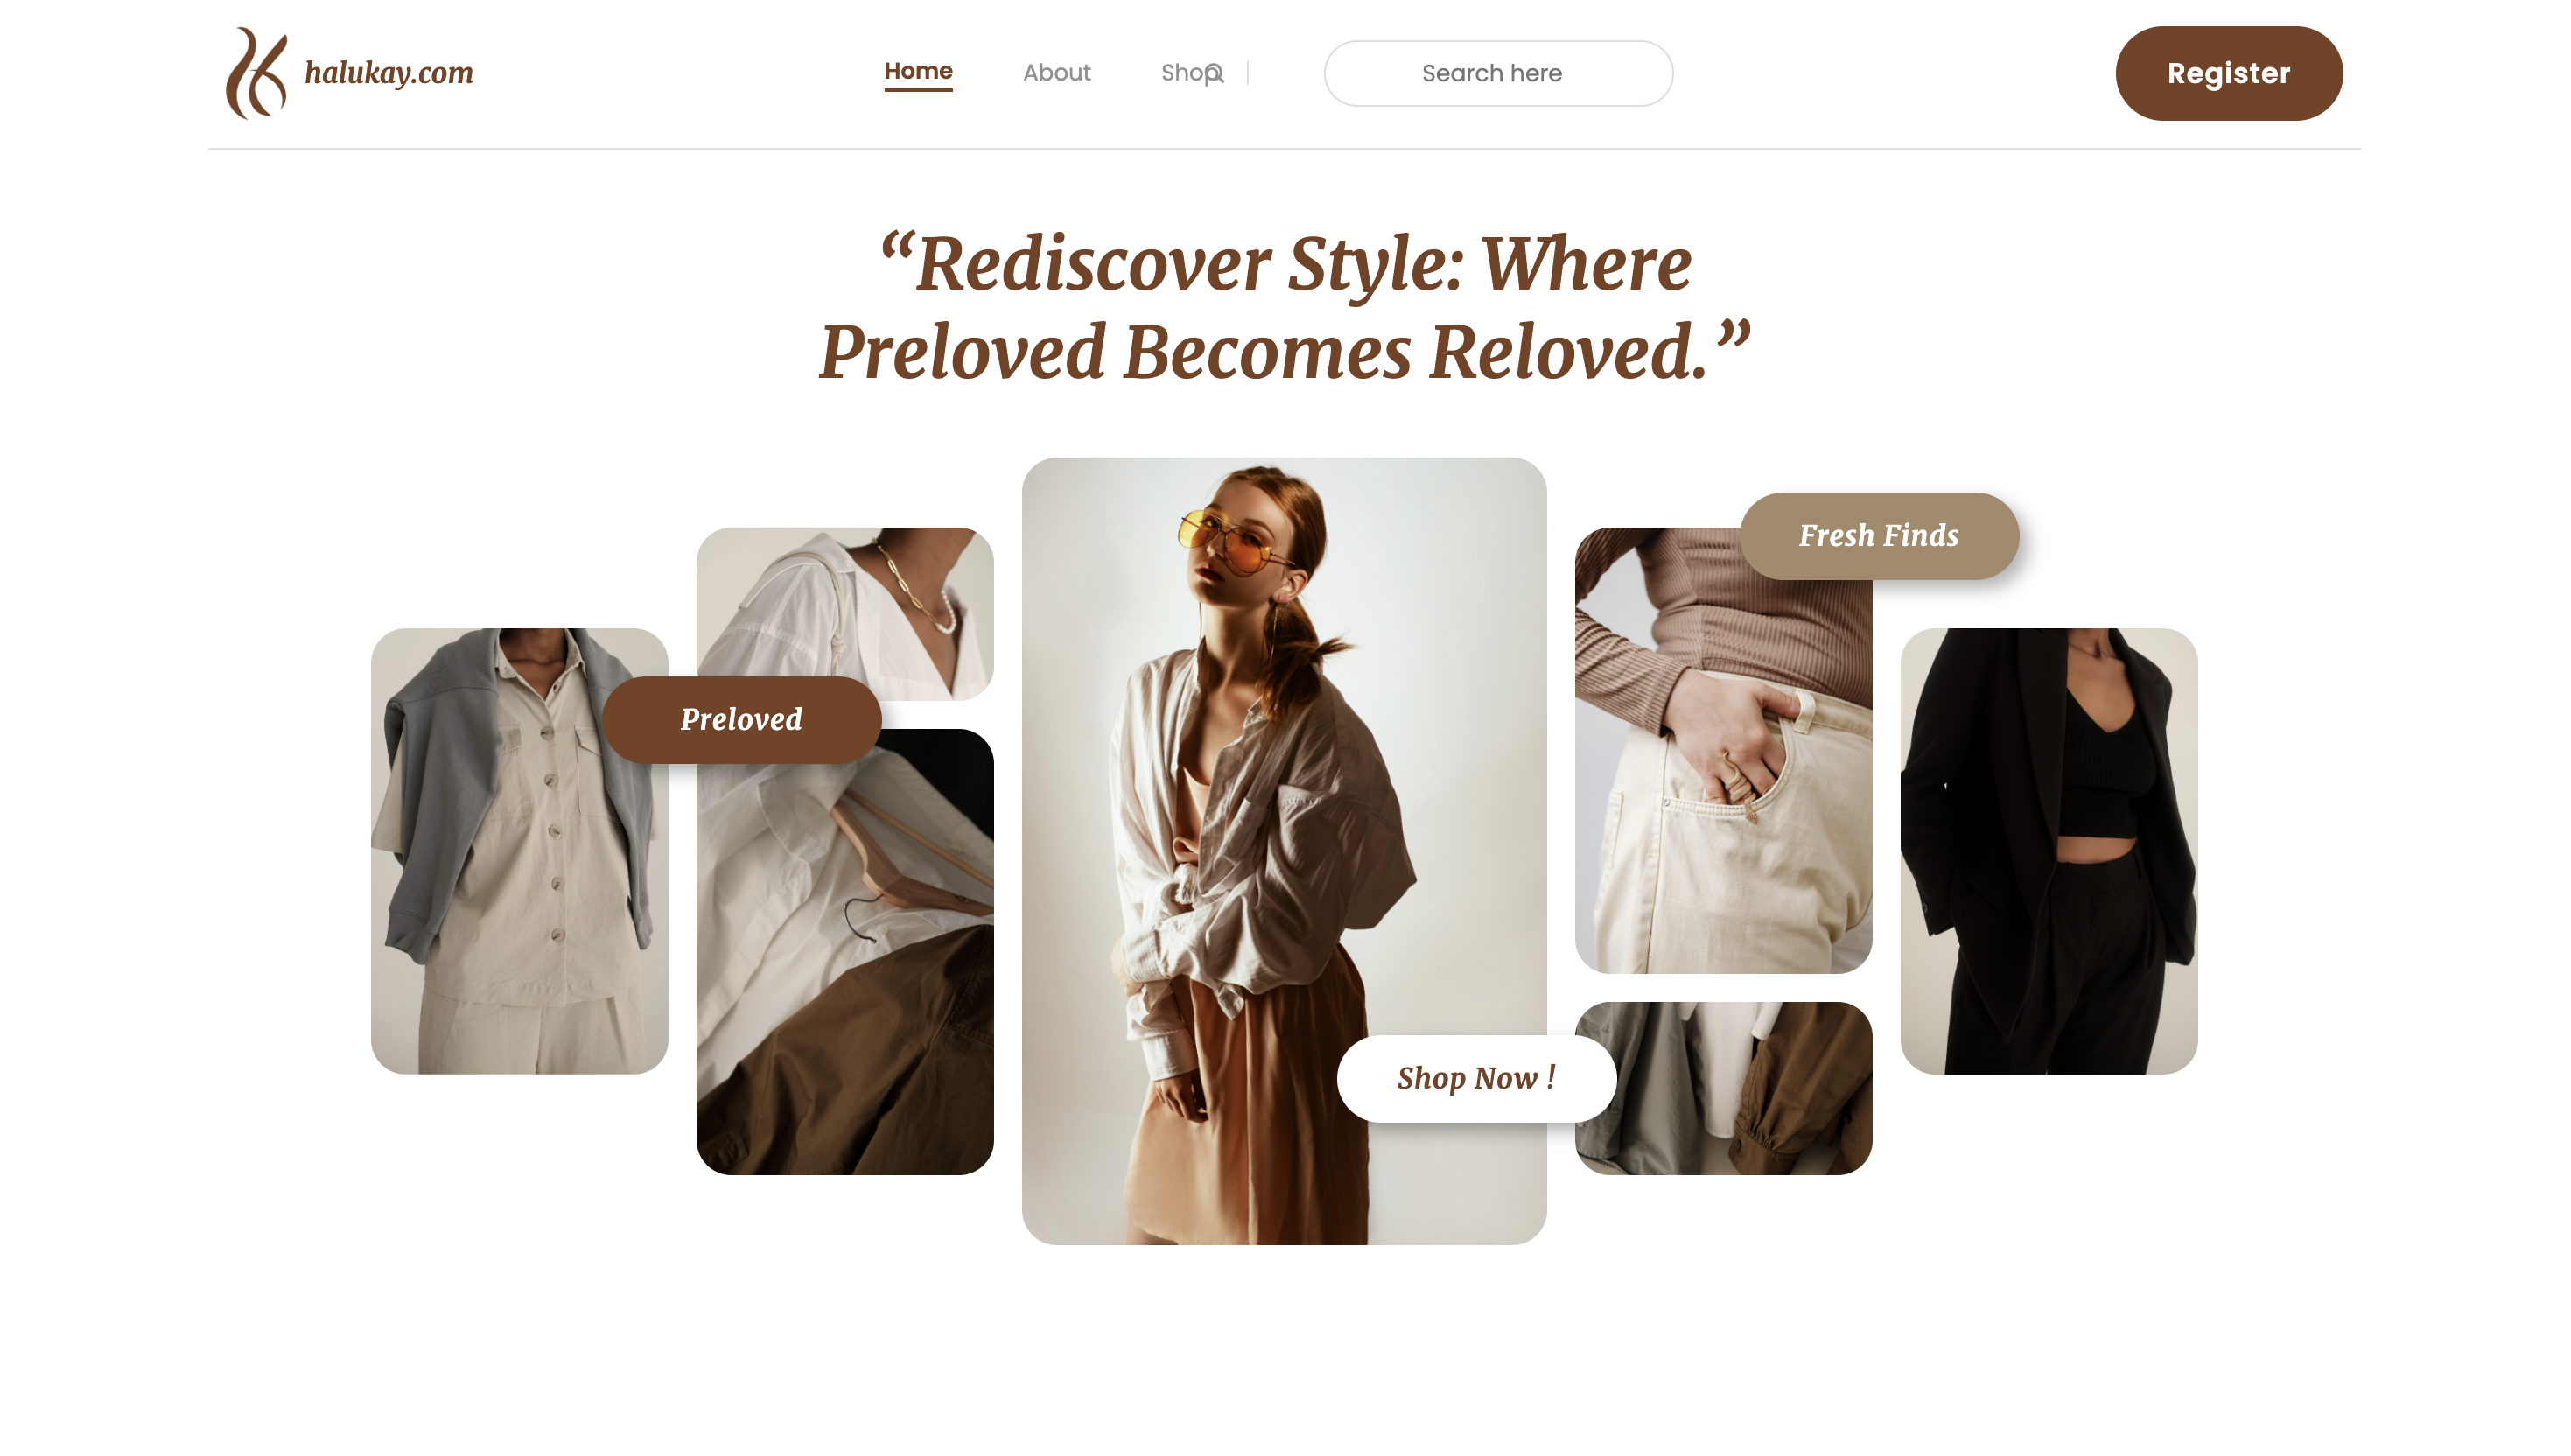 halukay.com
Home About Shop
Search here
Register
“Rediscover Style: Where
Preloved Becomes Reloved.”
Fresh Finds
Preloved
Shop Now !